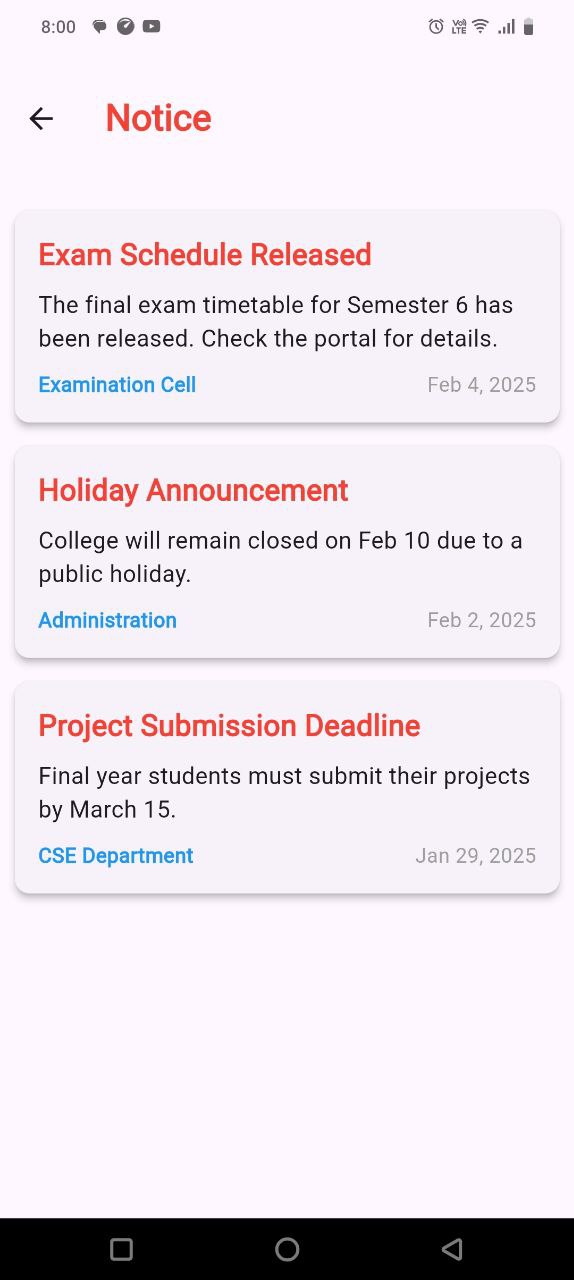 8:00
Vo) LTE
Notice
Exam Schedule Released
The final exam timetable for Semester 6 has
been released. Check the portal for details.
Examination Cell Feb 4, 2025
Holiday Announcement
College will remain closed on Feb 10 due to a
public holiday.
Administration Feb 2, 2025
Project Submission Deadline
Final year students must submit their projects
by March 15.
CSE Department Jan 29, 2025